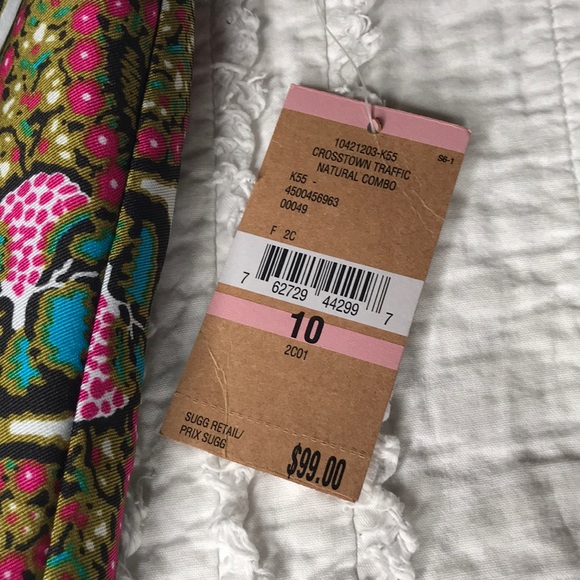 10421203-K55
S6-1
CROSSTOWN TRAFFIC
NATURAL COMBO
K55 -
4500456963
00049
F 2C
7 62729 44299 7
10
2C01
SUGG RETAIL/
PRIX SUGG
$99.00